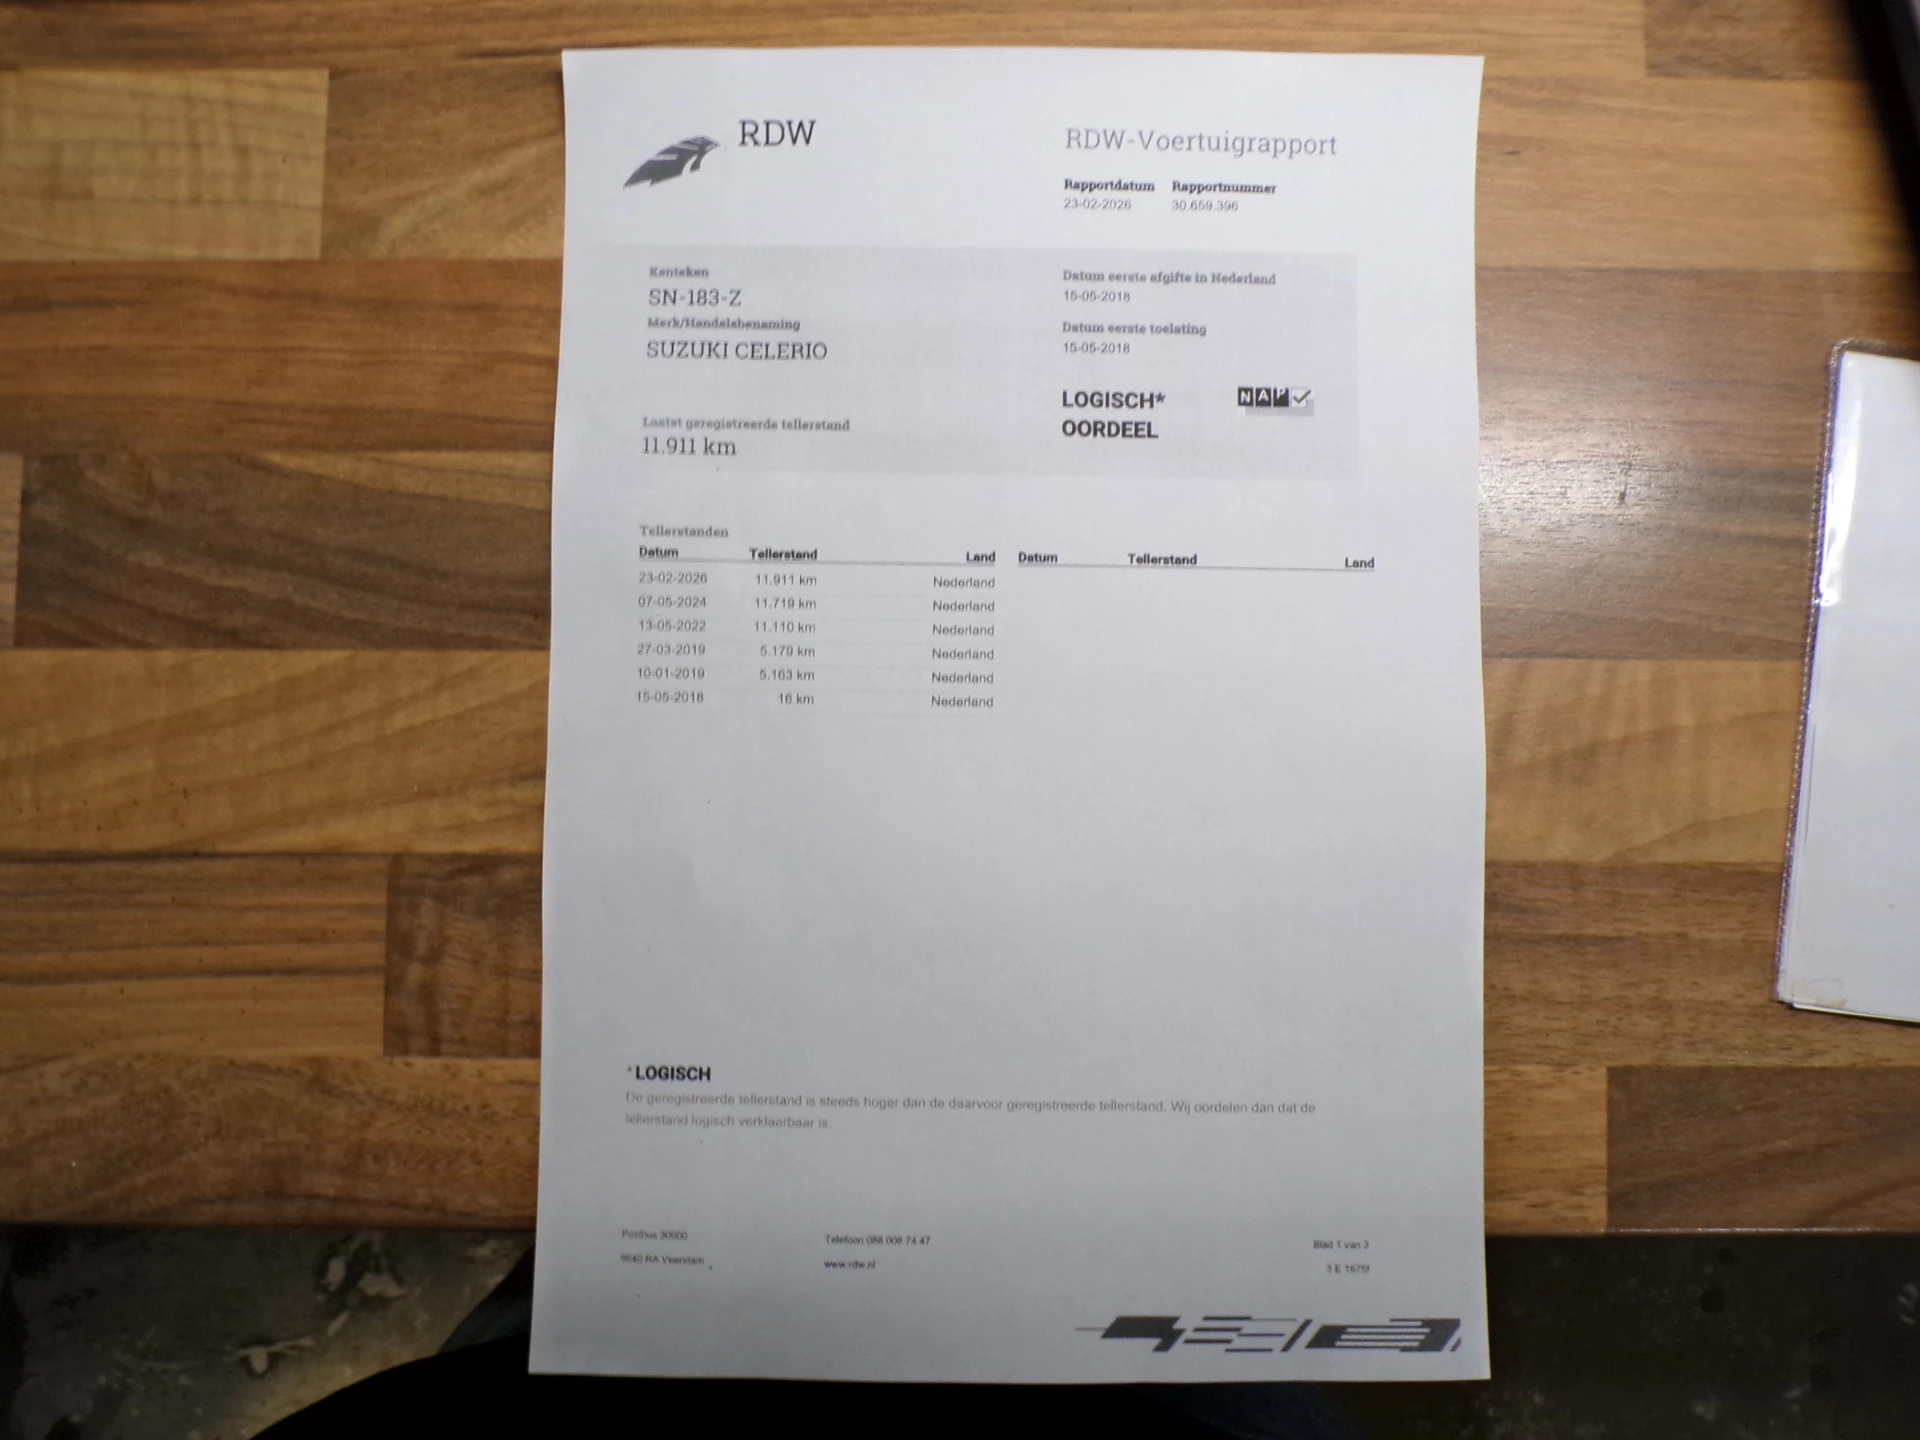 RDW
RDW-Voertuigrapport
Rapportdatum Rapportnummer
23-02-2026 30.659.396
Kenteken
SN-183-Z
Merk/Handelsbenaming
SUZUKI CELERIO
Laatst geregistreerde tellerstand
11.911 km
Datum eerste afgifte in Nederland
15-05-2018
Datum eerste toelating
15-05-2018
LOGISCH*
OORDEEL
NAP
Tellerstanden
Datum Tellerstand Land Datum Tellerstand Land
23-02-2026 11.911 km Nederland
07-05-2024 11.719 km Nederland
13-05-2022 11.110 km Nederland
27-03-2019 5.179 km Nederland
10-01-2019 5.163 km Nederland
15-05-2018 16 km Nederland
*LOGISCH
De geregistreerde tellerstand is steeds hoger dan de daarvoor geregistreerde tellerstand. Wij oordelen dan dat de
tellerstand logisch verklaarbaar is.
Postbus 30000 Telefoon 088 008 74 47 Blad 1 van 3
9640 RA Veendam www.rdw.nl 3 E